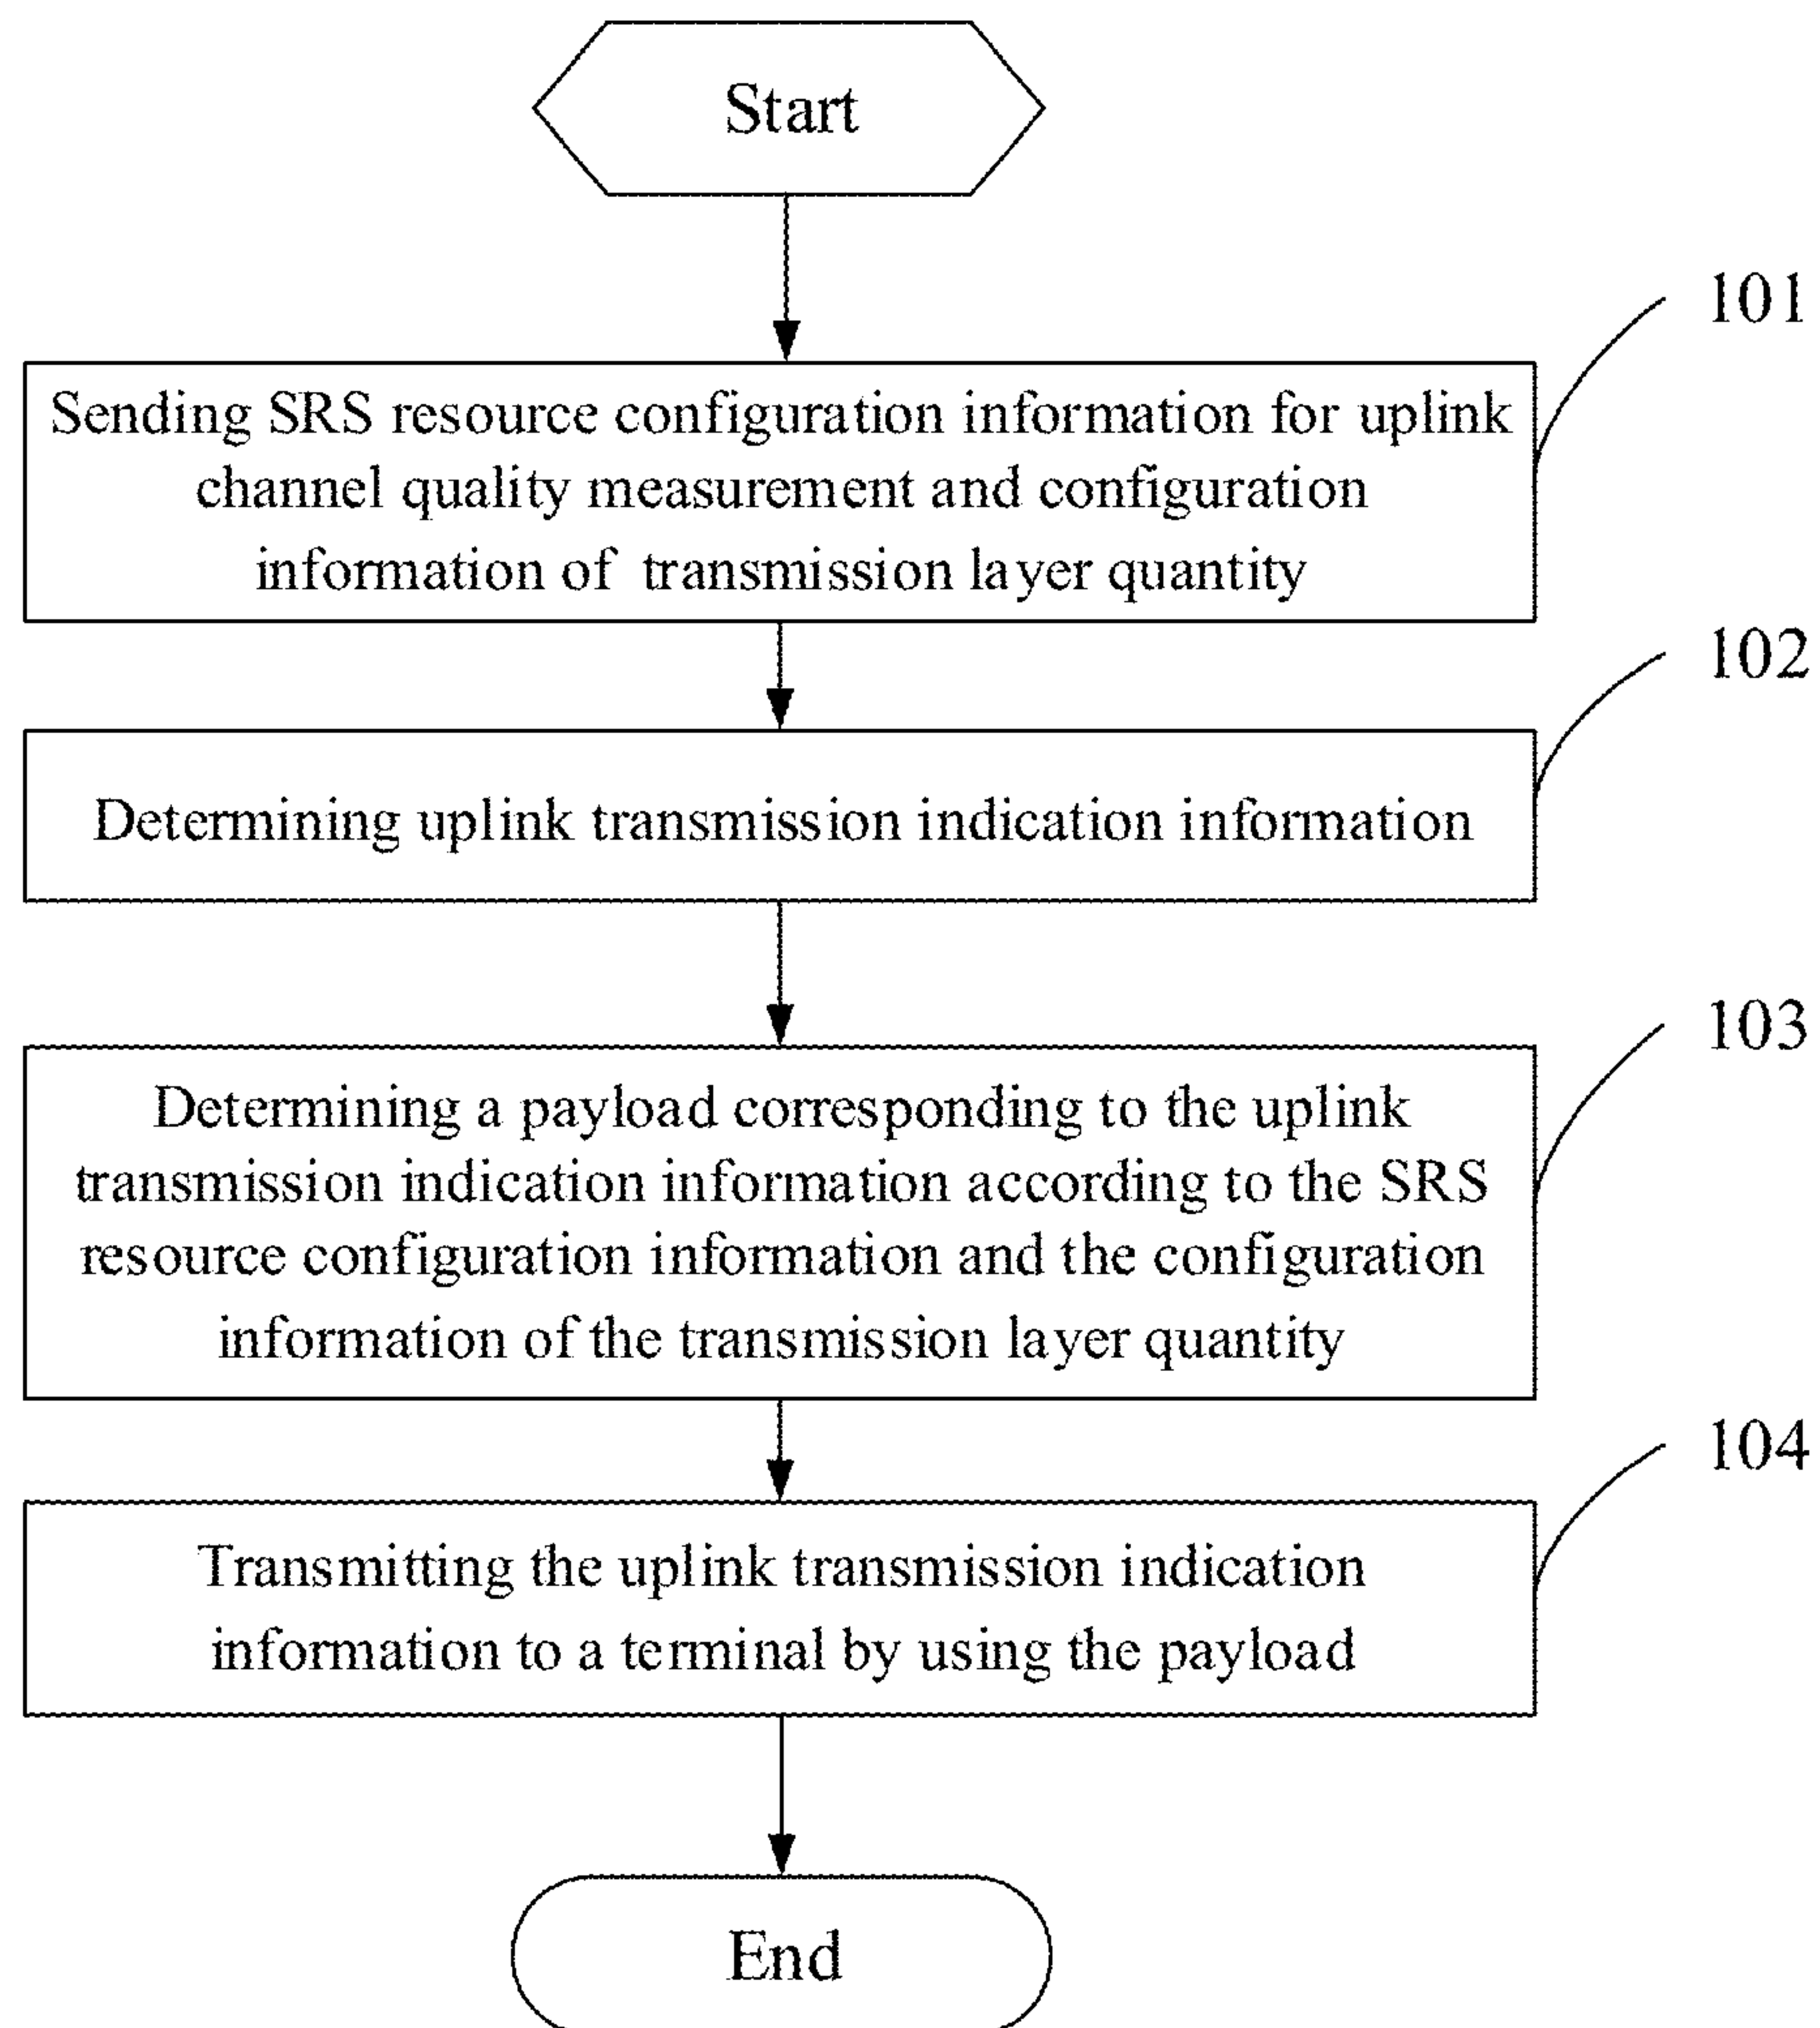 Start
101
Sending SRS resource configuration information for uplink
channel quality measurement and configuration
information of transmission layer quantity
102
Determining uplink transmission indication information
103
Determining a payload corresponding to the uplink
transmission indication information according to the SRS
resource configuration information and the configuration
information of the transmission layer quantity
104
Transmitting the uplink transmission indication
information to a terminal by using the payload
End